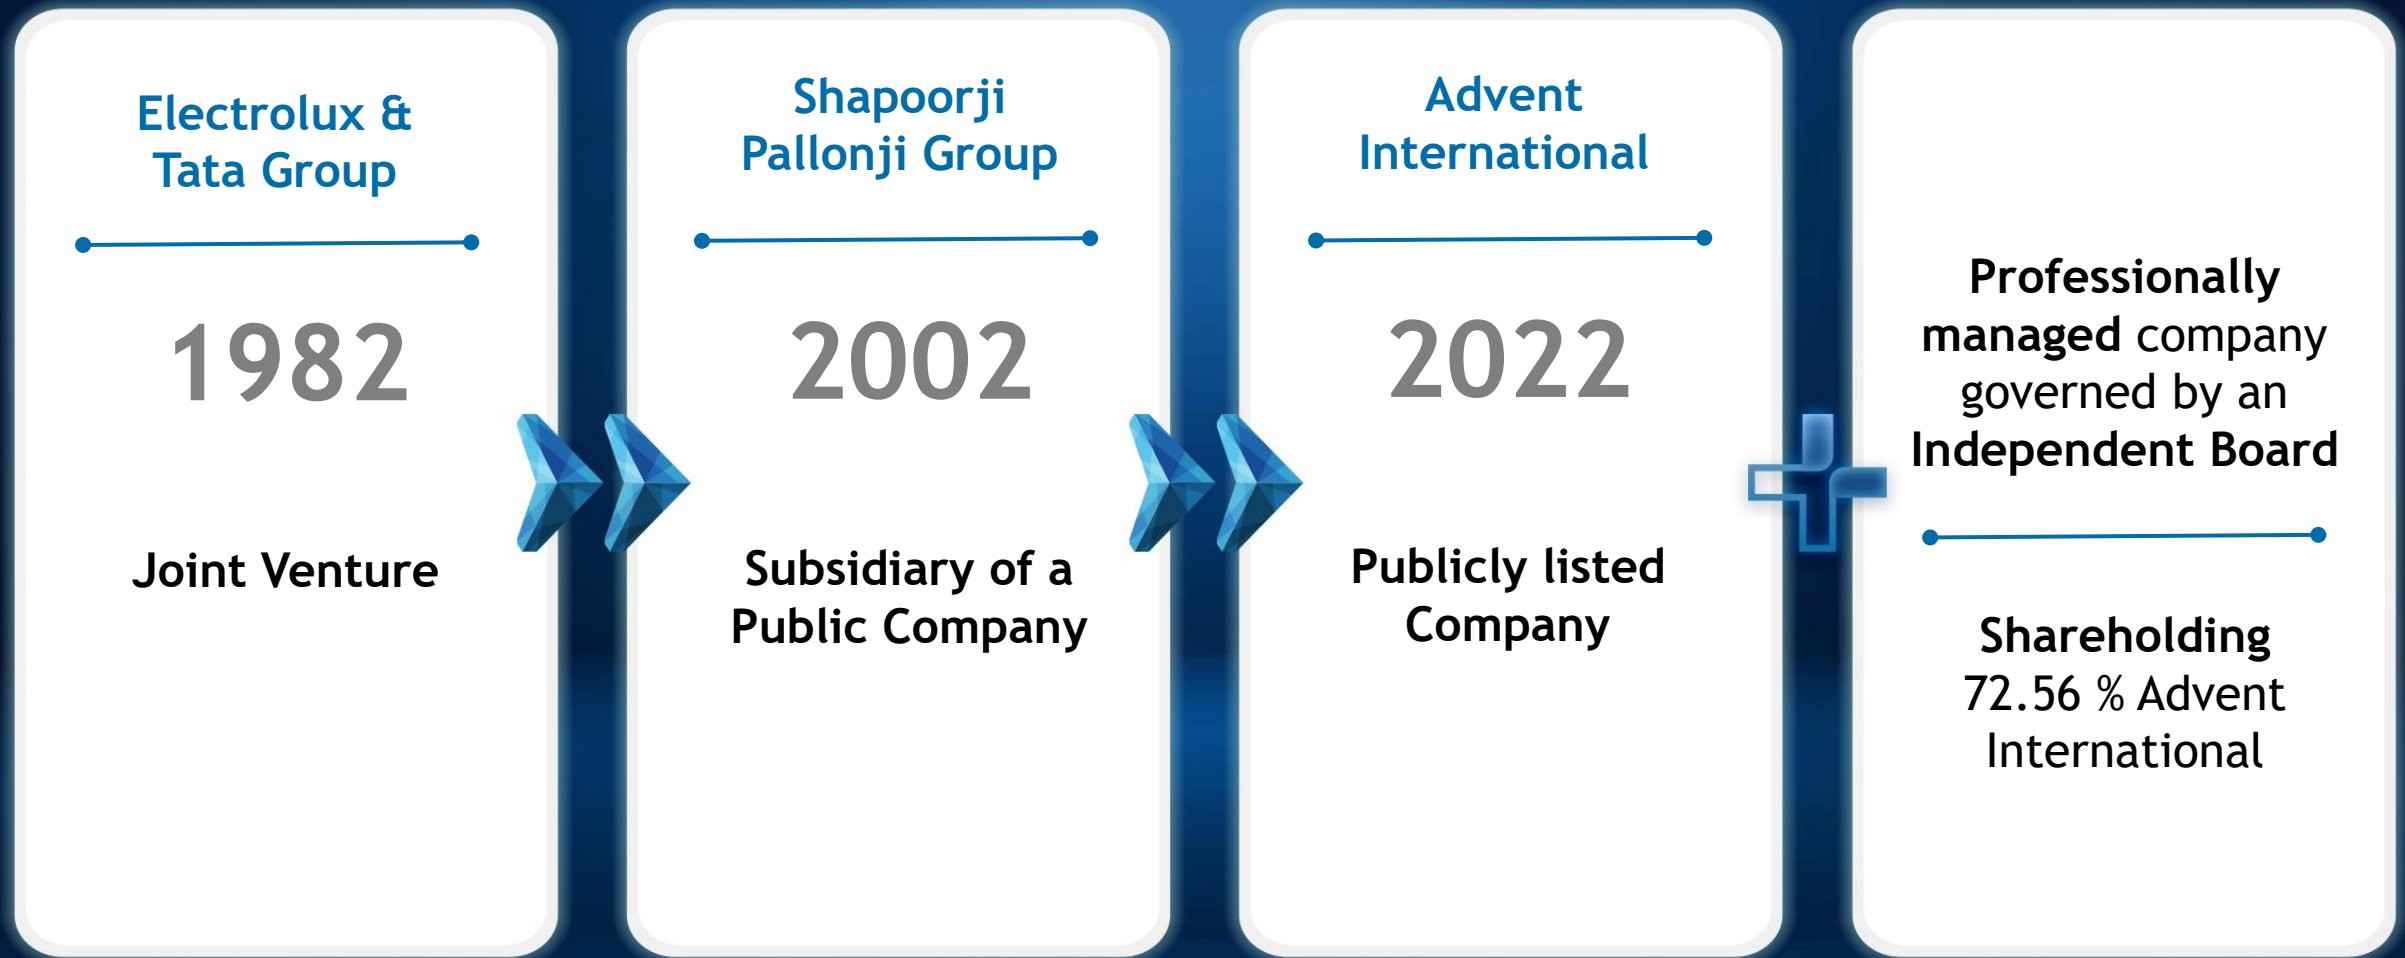 Electrolux &
Tata Group
1982
Joint Venture
Shapoorji
Pallonji Group
2002
Subsidiary of a
Public Company
Advent
International
2022
Publicly listed
Company
Professionally
managed company
governed by an
Independent Board
Shareholding
72.56 % Advent
International